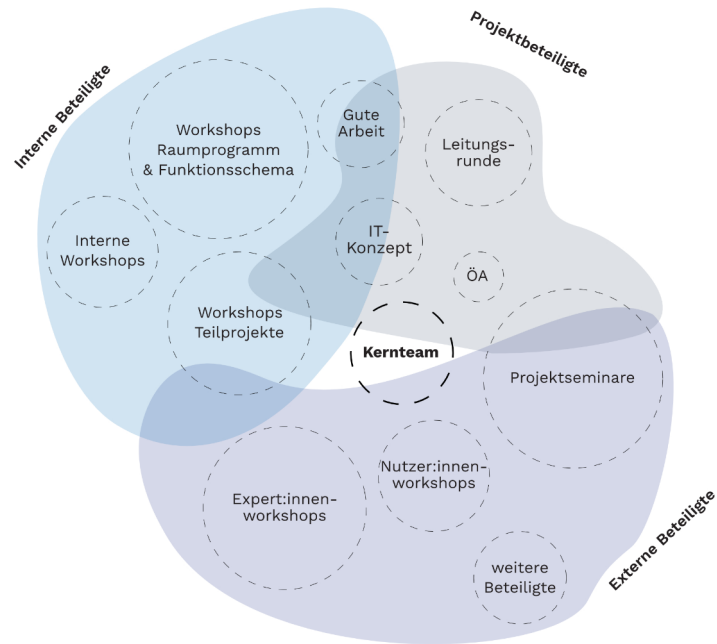 Projektbeteiligte
Interne Beteiligte
Gute
Arbeit
Workshops
Raumprogramm
& Funktionsschema
Leitungs-
runde
IT-
Konzept
Interne
Workshops
ÖA
Workshops
Teilprojekte
Kernteam
Projektseminare
Nutzer:innen-
workshops
Expert:innen-
workshops
weitere
Beteiligte
Externe Beteiligte